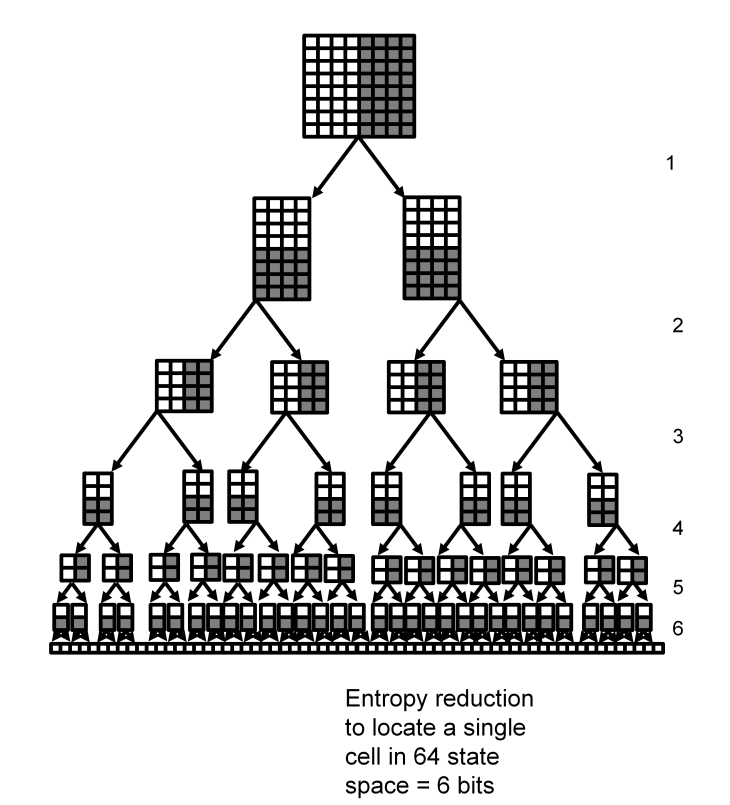 1
2
3
4
5
6
Entropy reduction
to locate a single
cell in 64 state
space = 6 bits